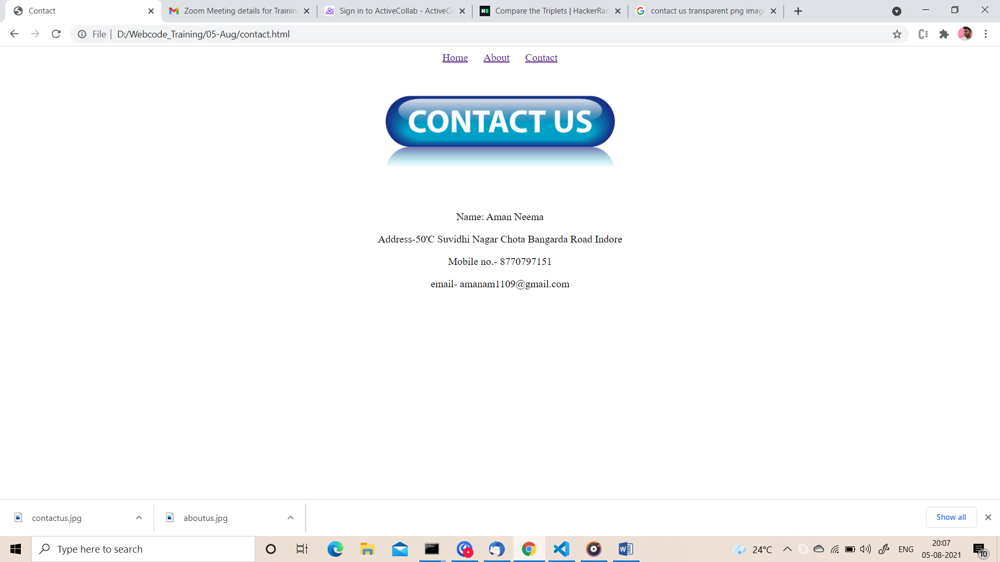 Contact
Zoom Meeting details for Trainin
Sign in to ActiveCollab - ActiveCo
Compare the Triplets | HackerRan
contact us transparent png imag
File | D:/Webcode_Training/05-Aug/contact.html
Home About Contact
CONTACT US
Name: Aman Neema
Address-50'C Suvidhi Nagar Chota Bangarda Road Indore
Mobile no.- 8770797151
email- amanam1109@gmail.com
contactus.jpg
aboutus.jpg
Show all
Type here to search
24°C
ENG
20:07
05-08-2021
10